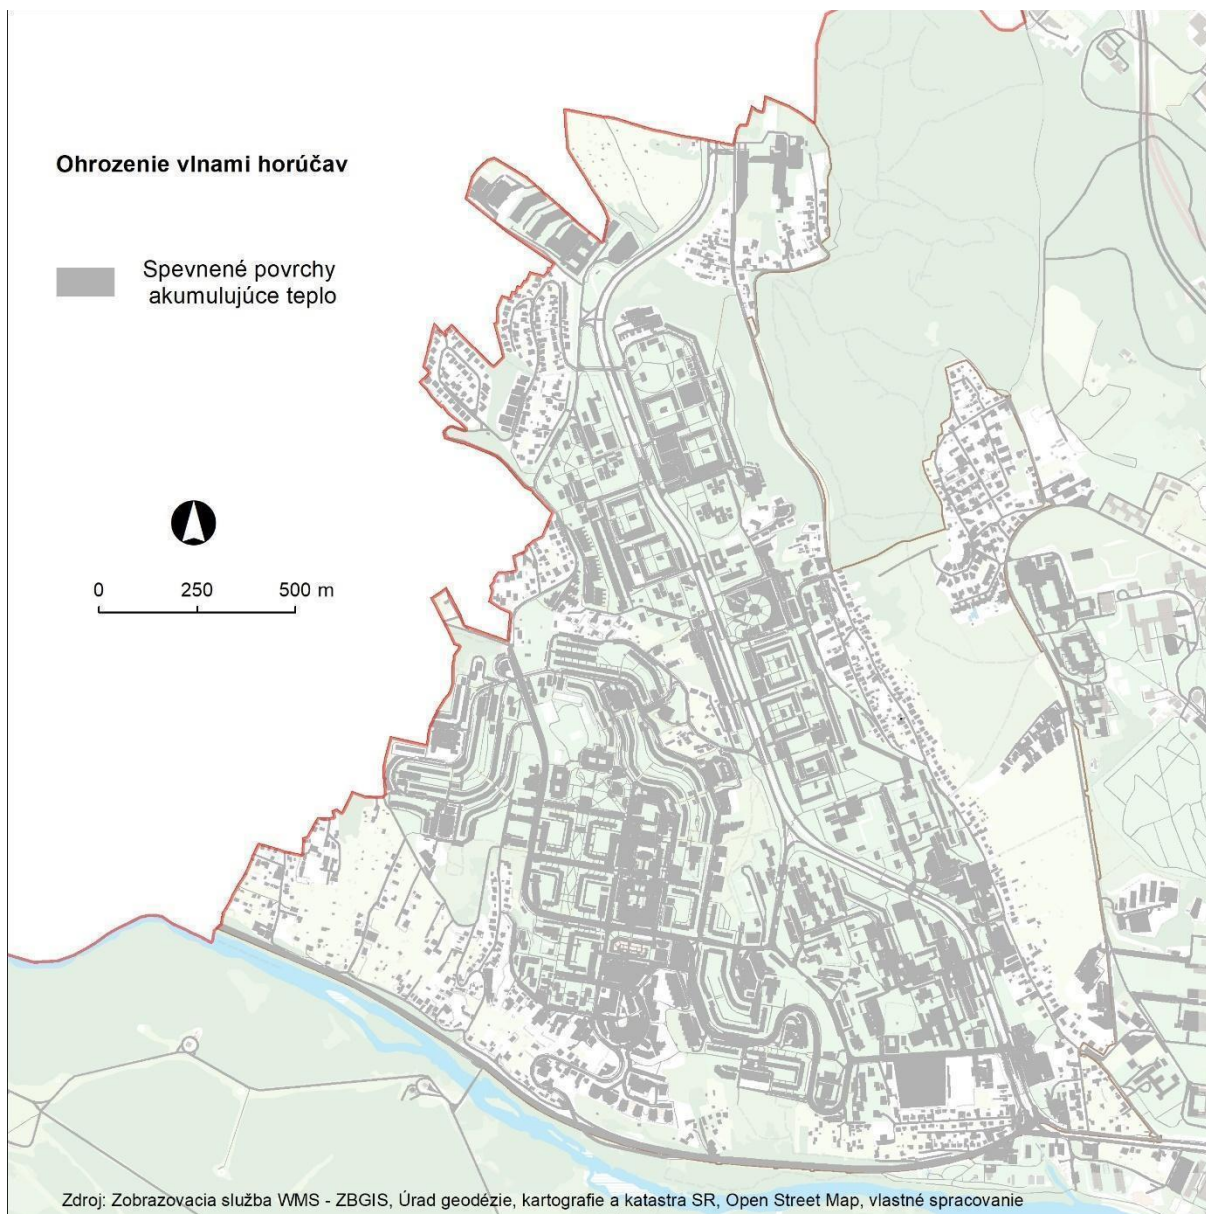 Ohrozenie vlnami horúčav
Spevnené povrchy
akumulujúce teplo
0 250 500 m
Zdroj: Zobrazovacia služba WMS - ZBGIS, Úrad geodézie, kartografie a katastra SR, Open Street Map, vlastné spracovanie